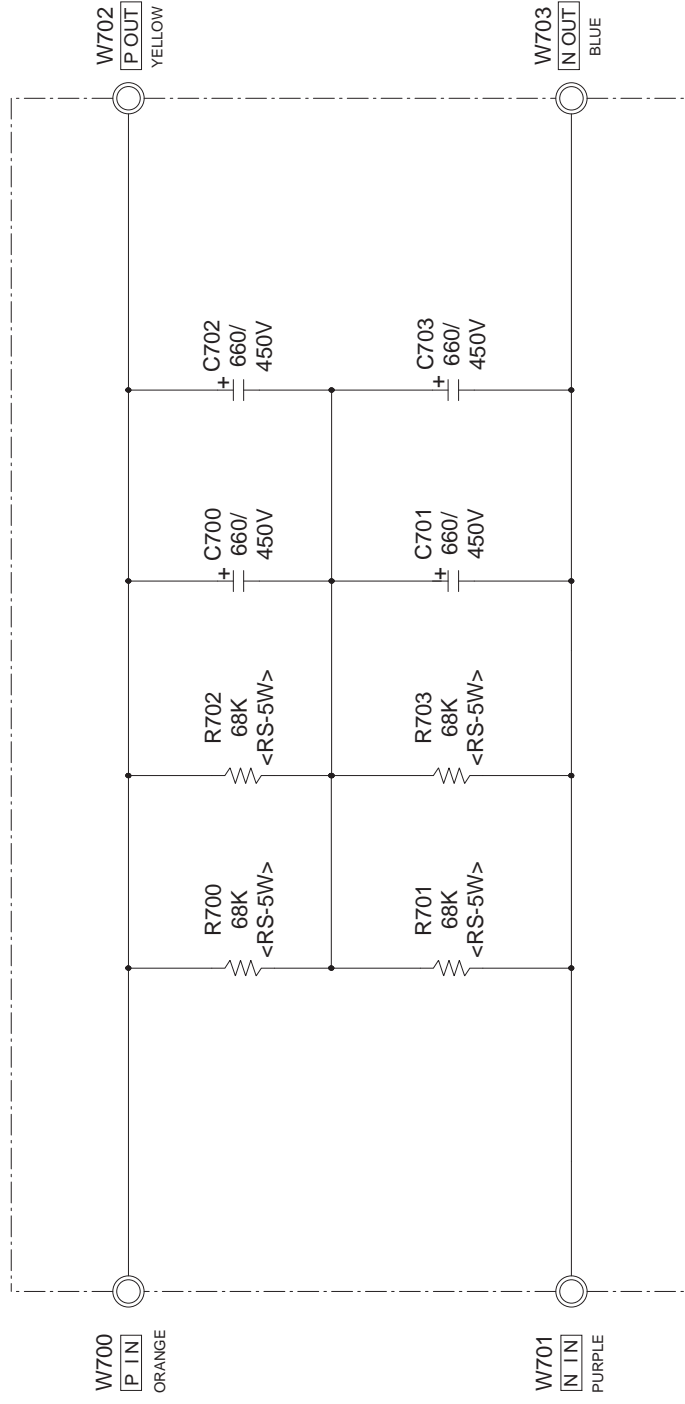 W702
P OUT
YELLOW
W703
N OUT
BLUE
C702
660/
450V
C703
660/
450V
+
+
C700
660/
450V
C701
660/
450V
+
+
R702
68K
<RS-5W>
R703
68K
<RS-5W>
R700
68K
<RS-5W>
R701
68K
<RS-5W>
W700
P IN
ORANGE
W701
N IN
PURPLE